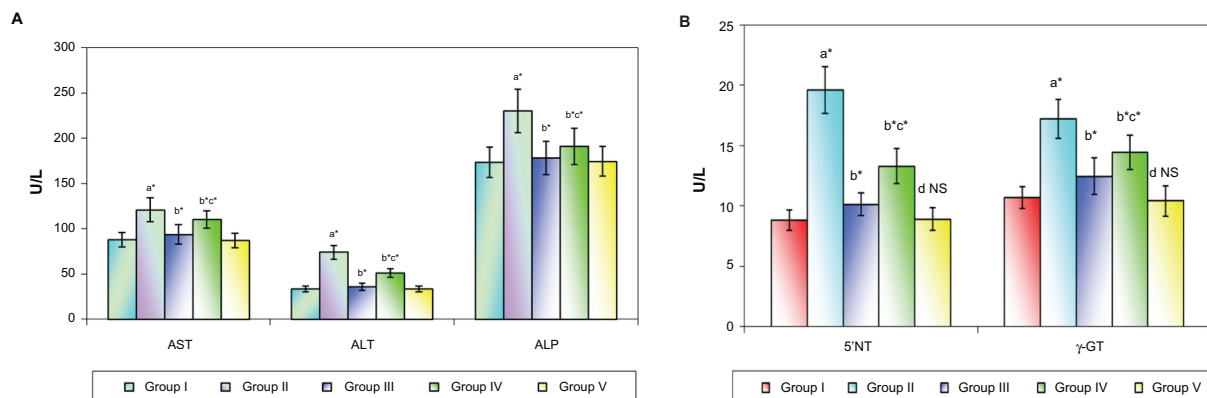 A
U/L
300
250
200
150
100
50
0
a*
b*
b*c*
a*
b*
b*c*
a*
b*
b*c*
AST ALT ALP
Group I Group II Group III Group IV Group V
B
U/L
25
20
15
10
5
0
a*
b*
b*c*
d NS
a*
b*
b*c*
d NS
5'NT γ-GT
Group I Group II Group III Group IV Group V